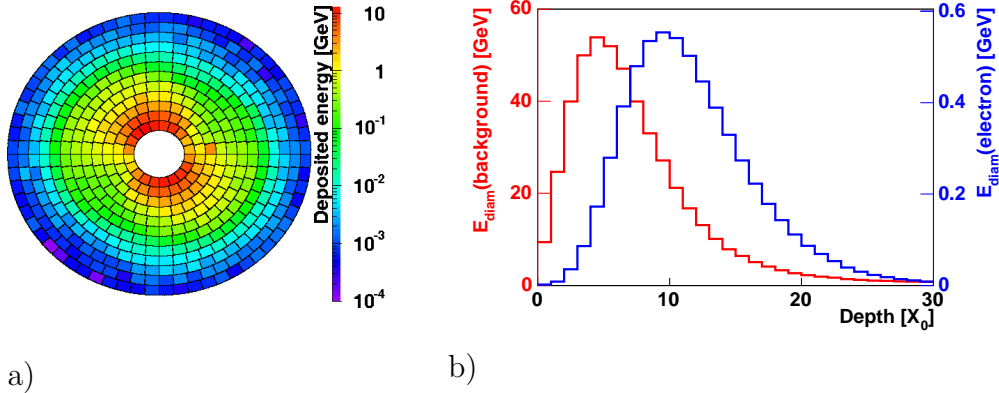 Deposited energy [GeV]
10
1
10^-1
10^-2
10^-3
10^-4
a)
E_diam(background) [GeV]
60
40
20
0
E_diam(electron) [GeV]
0.6
0.4
0.2
0
0 10 20 30
Depth [X_0]
b)